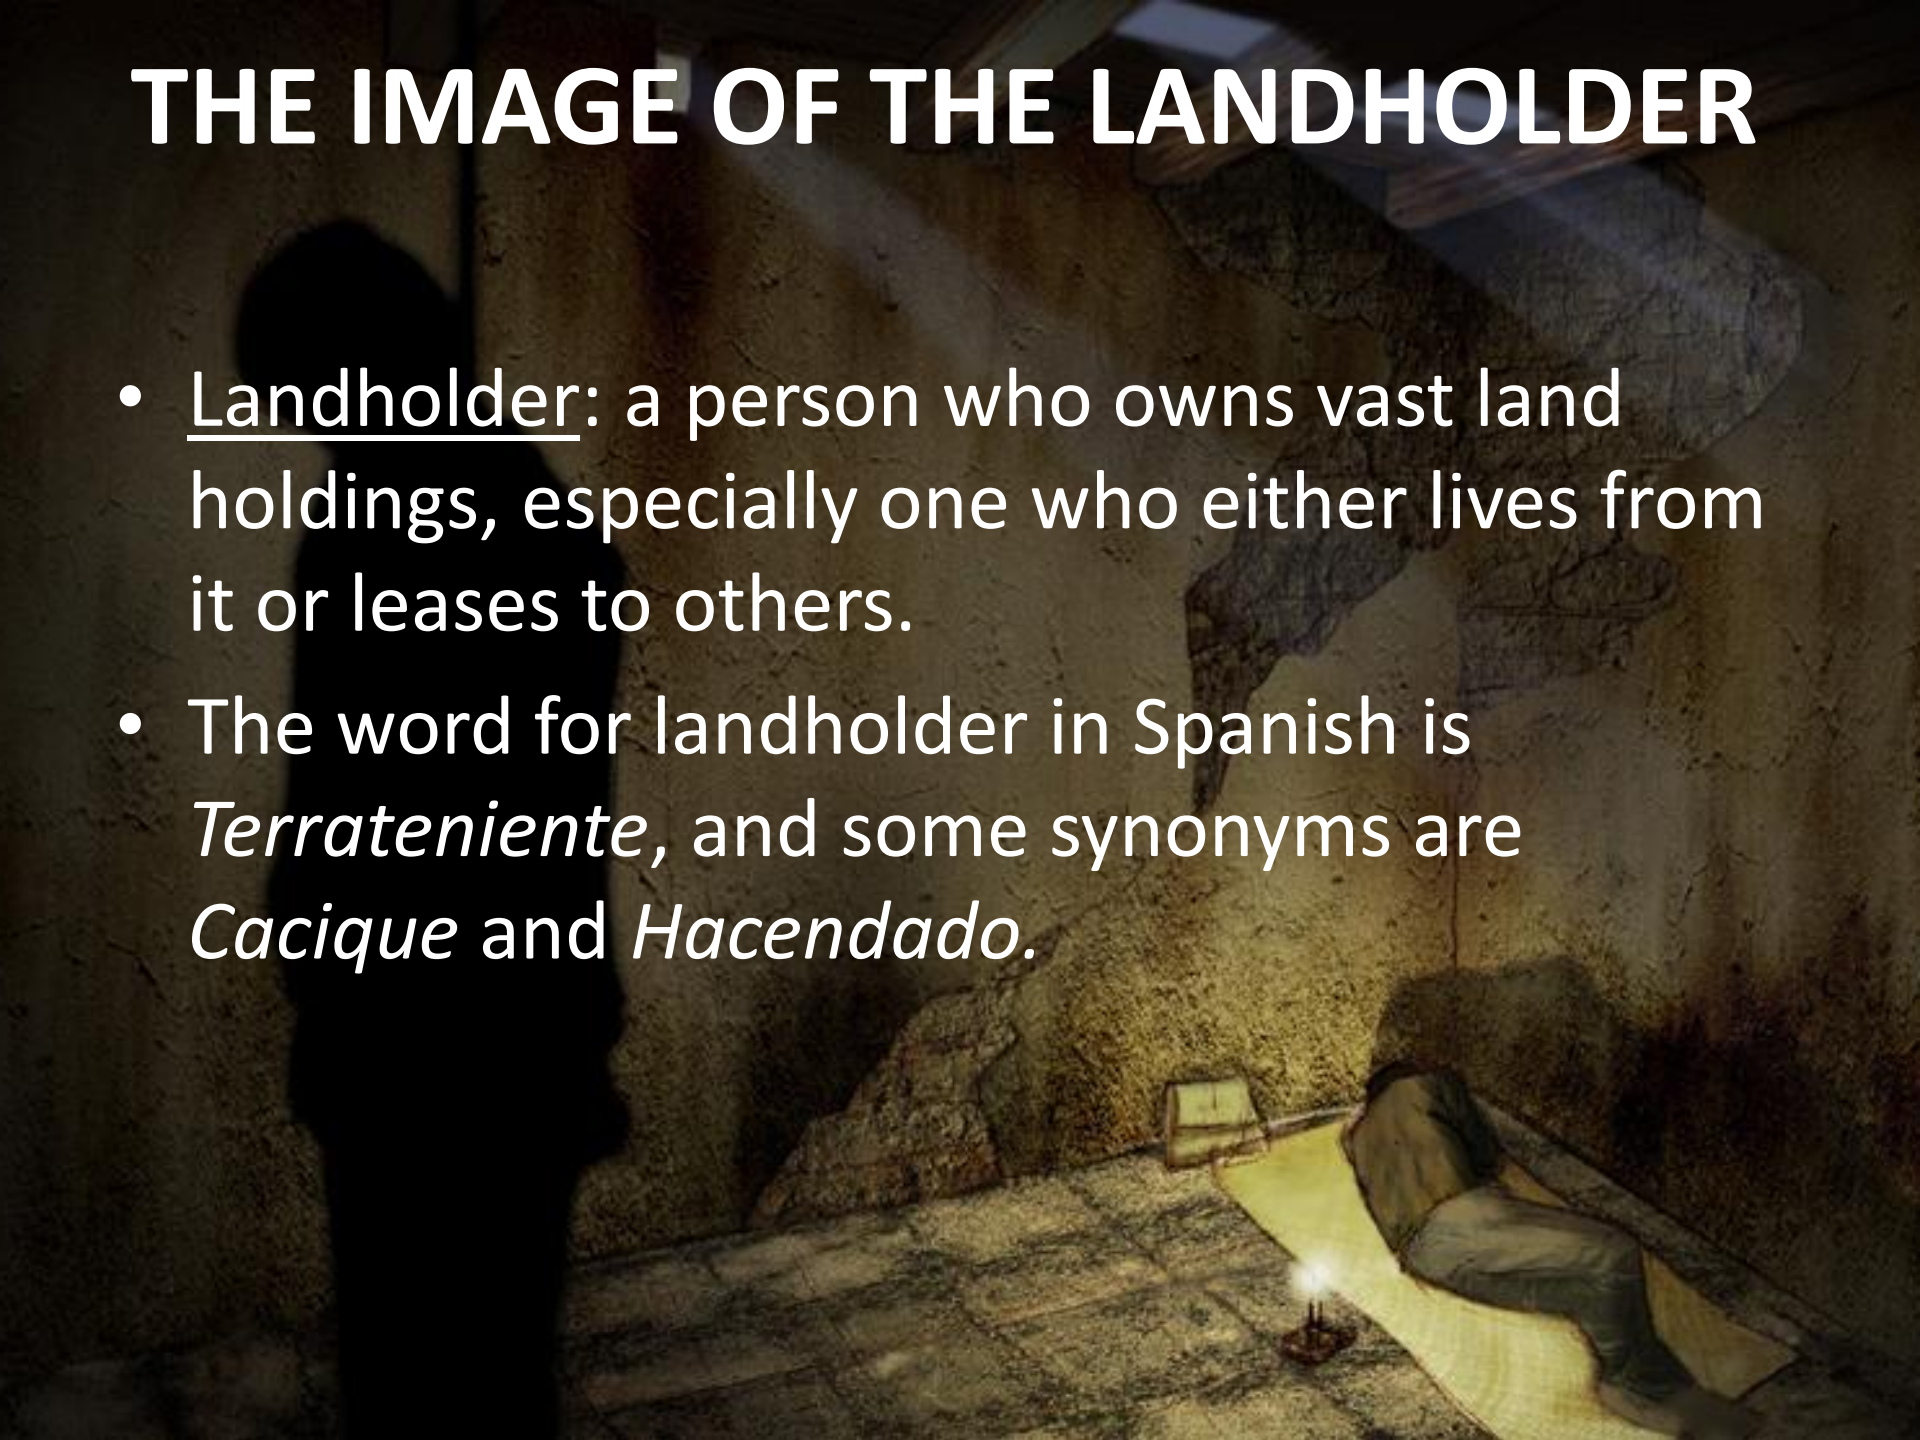 THE IMAGE OF THE LANDHOLDER
• Landholder: a person who owns vast land
holdings, especially one who either lives from
it or leases to others.
• The word for landholder in Spanish is
Terrateniente, and some synonyms are
Cacique and Hacendado.